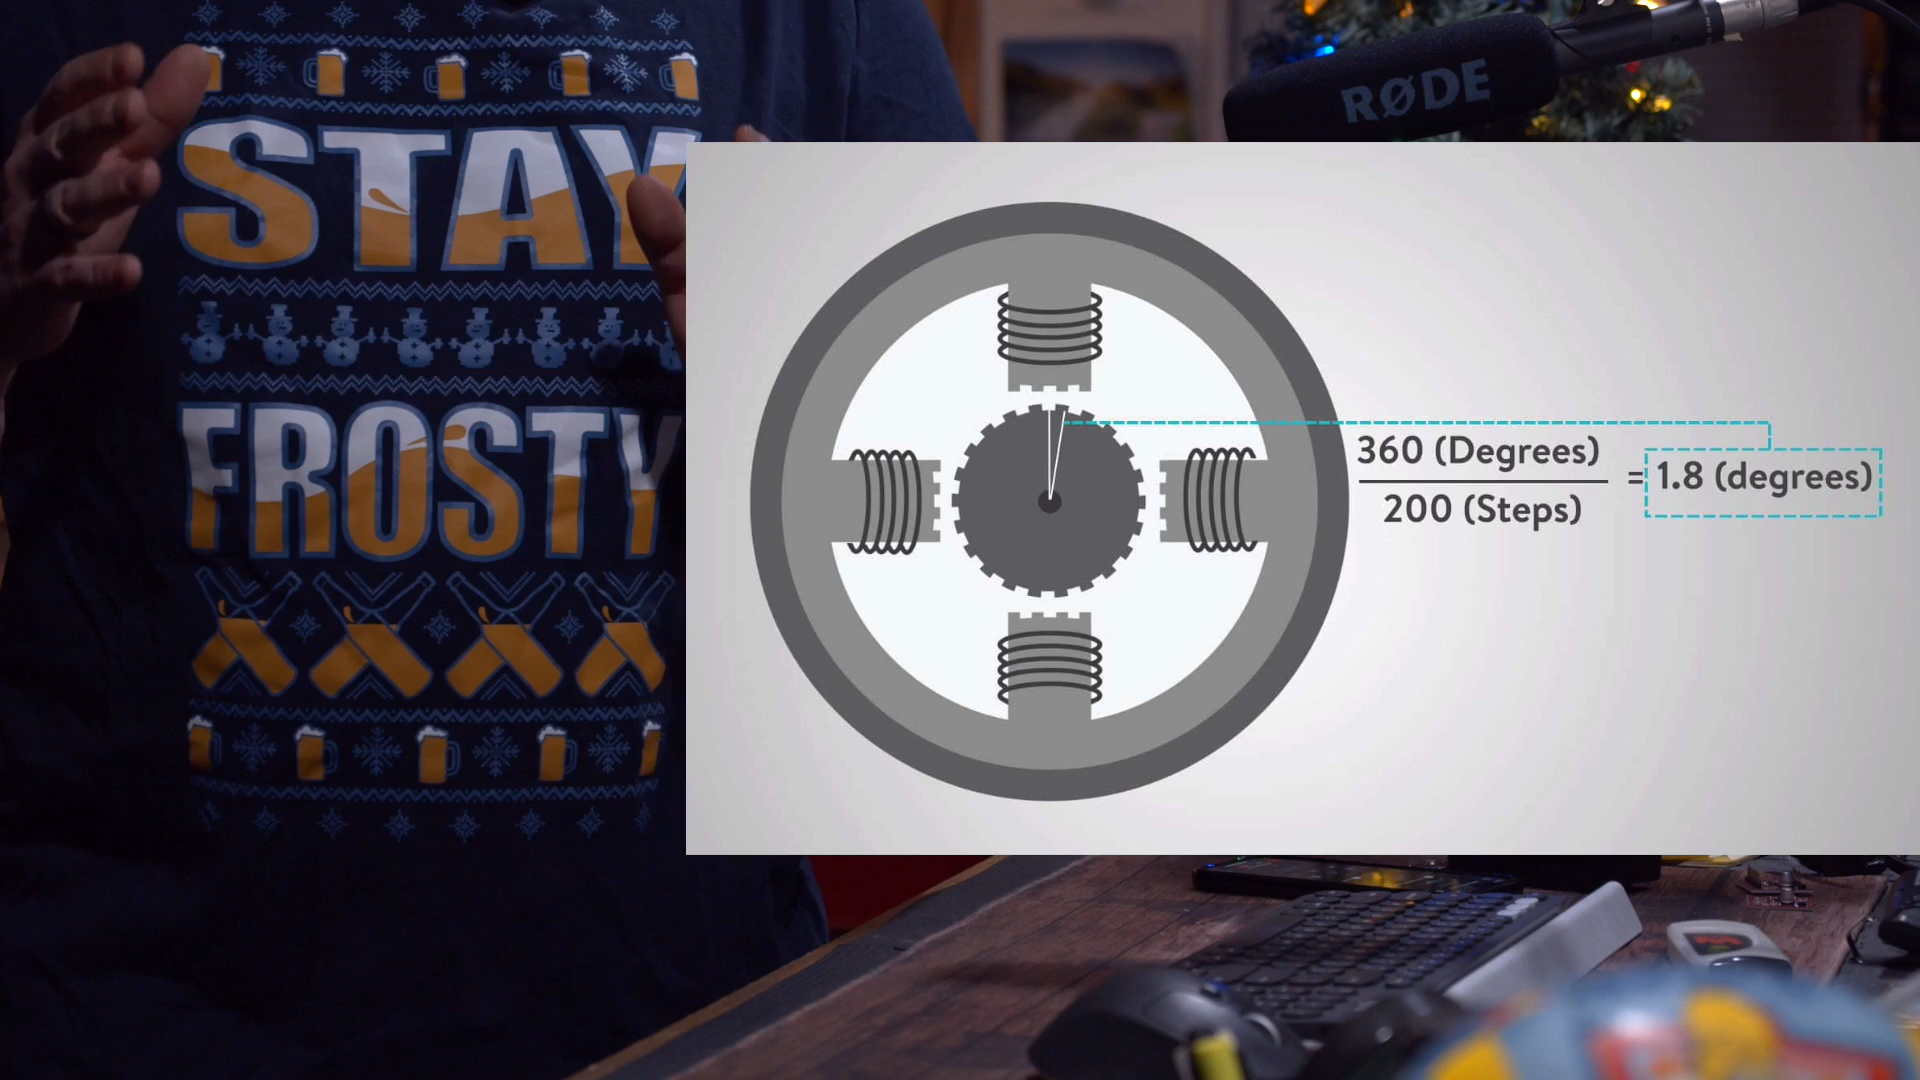 STAY
FROSTY
RØDE
360 (Degrees)
200 (Steps)
= 1.8 (degrees)